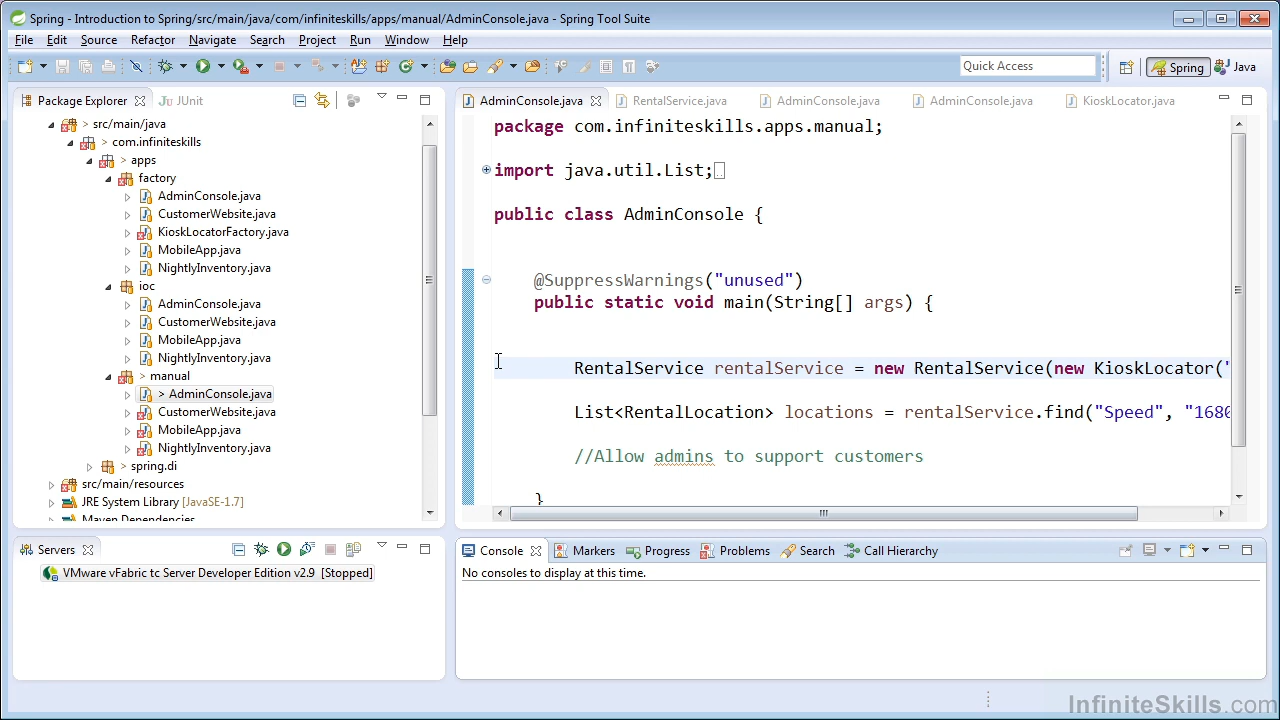 Spring - Introduction to Spring/src/main/java/com/infiniteskills/apps/manual/AdminConsole.java - Spring Tool Suite
File Edit Source Refactor Navigate Search Project Run Window Help
Quick Access
Spring
Java
Package Explorer
JUnit
> src/main/java
> com.infiniteskills
> apps
factory
AdminConsole.java
CustomerWebsite.java
KioskLocatorFactory.java
MobileApp.java
NightlyInventory.java
ioc
AdminConsole.java
CustomerWebsite.java
MobileApp.java
NightlyInventory.java
> manual
> AdminConsole.java
CustomerWebsite.java
MobileApp.java
NightlyInventory.java
> spring.di
src/main/resources
JRE System Library [JavaSE-1.7]
Maven Dependencies
AdminConsole.java
RentalService.java
AdminConsole.java
AdminConsole.java
KioskLocator.java
package com.infiniteskills.apps.manual;
import java.util.List;
public class AdminConsole {
@SuppressWarnings("unused")
public static void main(String[] args) {
RentalService rentalService = new RentalService(new KioskLocator("
List<RentalLocation> locations = rentalService.find("Speed", "1680
//Allow admins to support customers
}
Servers
VMware vFabric tc Server Developer Edition v2.9 [Stopped]
Console
Markers
Progress
Problems
Search
Call Hierarchy
No consoles to display at this time.
InfiniteSkills.com